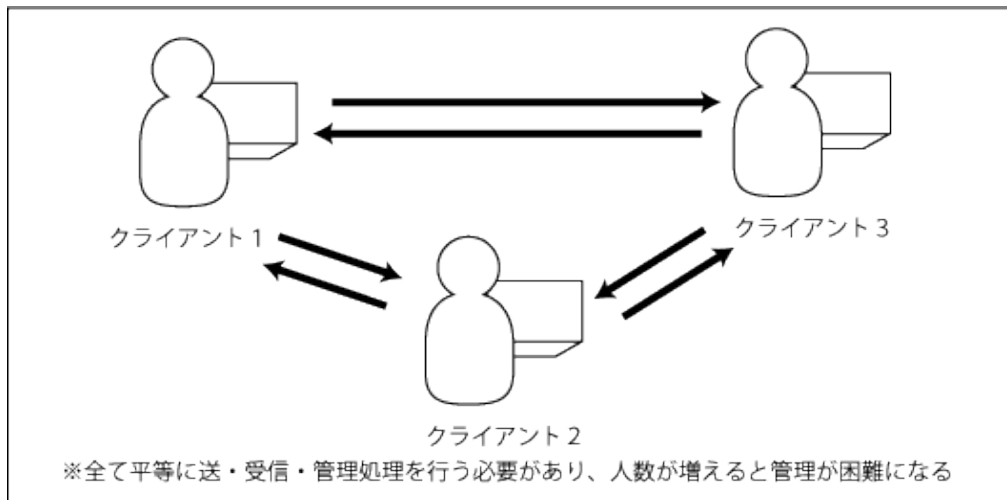 クライアント 1
クライアント 3
クライアント 2
※全て平等に送・受信・管理処理を行う必要があり、人数が増えると管理が困難になる